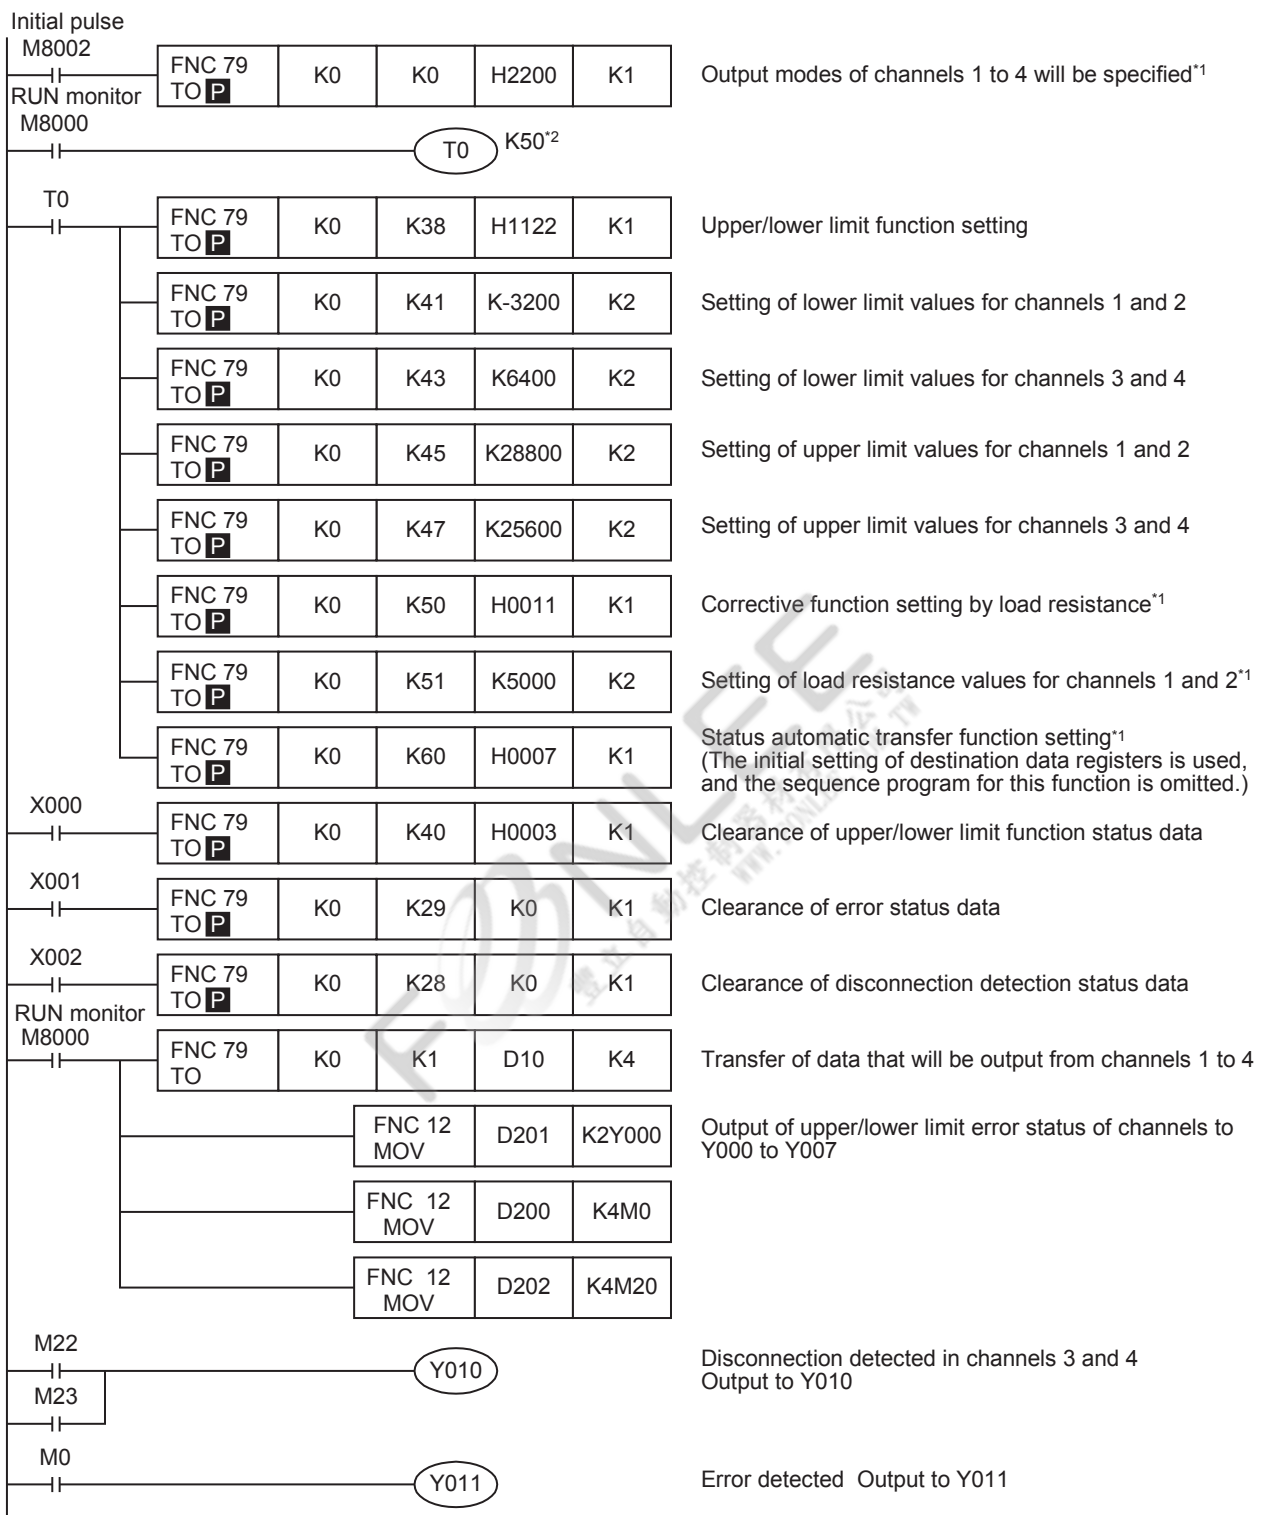 Initial pulse
M8002
FNC 79 TO P K0 K0 H2200 K1 Output modes of channels 1 to 4 will be specified*1
RUN monitor
M8000
T0 K50*2
T0
FNC 79 TO P K0 K38 H1122 K1 Upper/lower limit function setting
FNC 79 TO P K0 K41 K-3200 K2 Setting of lower limit values for channels 1 and 2
FNC 79 TO P K0 K43 K6400 K2 Setting of lower limit values for channels 3 and 4
FNC 79 TO P K0 K45 K28800 K2 Setting of upper limit values for channels 1 and 2
FNC 79 TO P K0 K47 K25600 K2 Setting of upper limit values for channels 3 and 4
FNC 79 TO P K0 K50 H0011 K1 Corrective function setting by load resistance*1
FNC 79 TO P K0 K51 K5000 K2 Setting of load resistance values for channels 1 and 2*1
FNC 79 TO P K0 K60 H0007 K1 Status automatic transfer function setting*1
(The initial setting of destination data registers is used,
and the sequence program for this function is omitted.)
X000
FNC 79 TO P K0 K40 H0003 K1 Clearance of upper/lower limit function status data
X001
FNC 79 TO P K0 K29 K0 K1 Clearance of error status data
X002
FNC 79 TO P K0 K28 K0 K1 Clearance of disconnection detection status data
RUN monitor
M8000
FNC 79 TO K0 K1 D10 K4 Transfer of data that will be output from channels 1 to 4
FNC 12 MOV D201 K2Y000 Output of upper/lower limit error status of channels to
Y000 to Y007
FNC 12 MOV D200 K4M0
FNC 12 MOV D202 K4M20
M22
Y010 Disconnection detected in channels 3 and 4
Output to Y010
M23
M0
Y011 Error detected Output to Y011